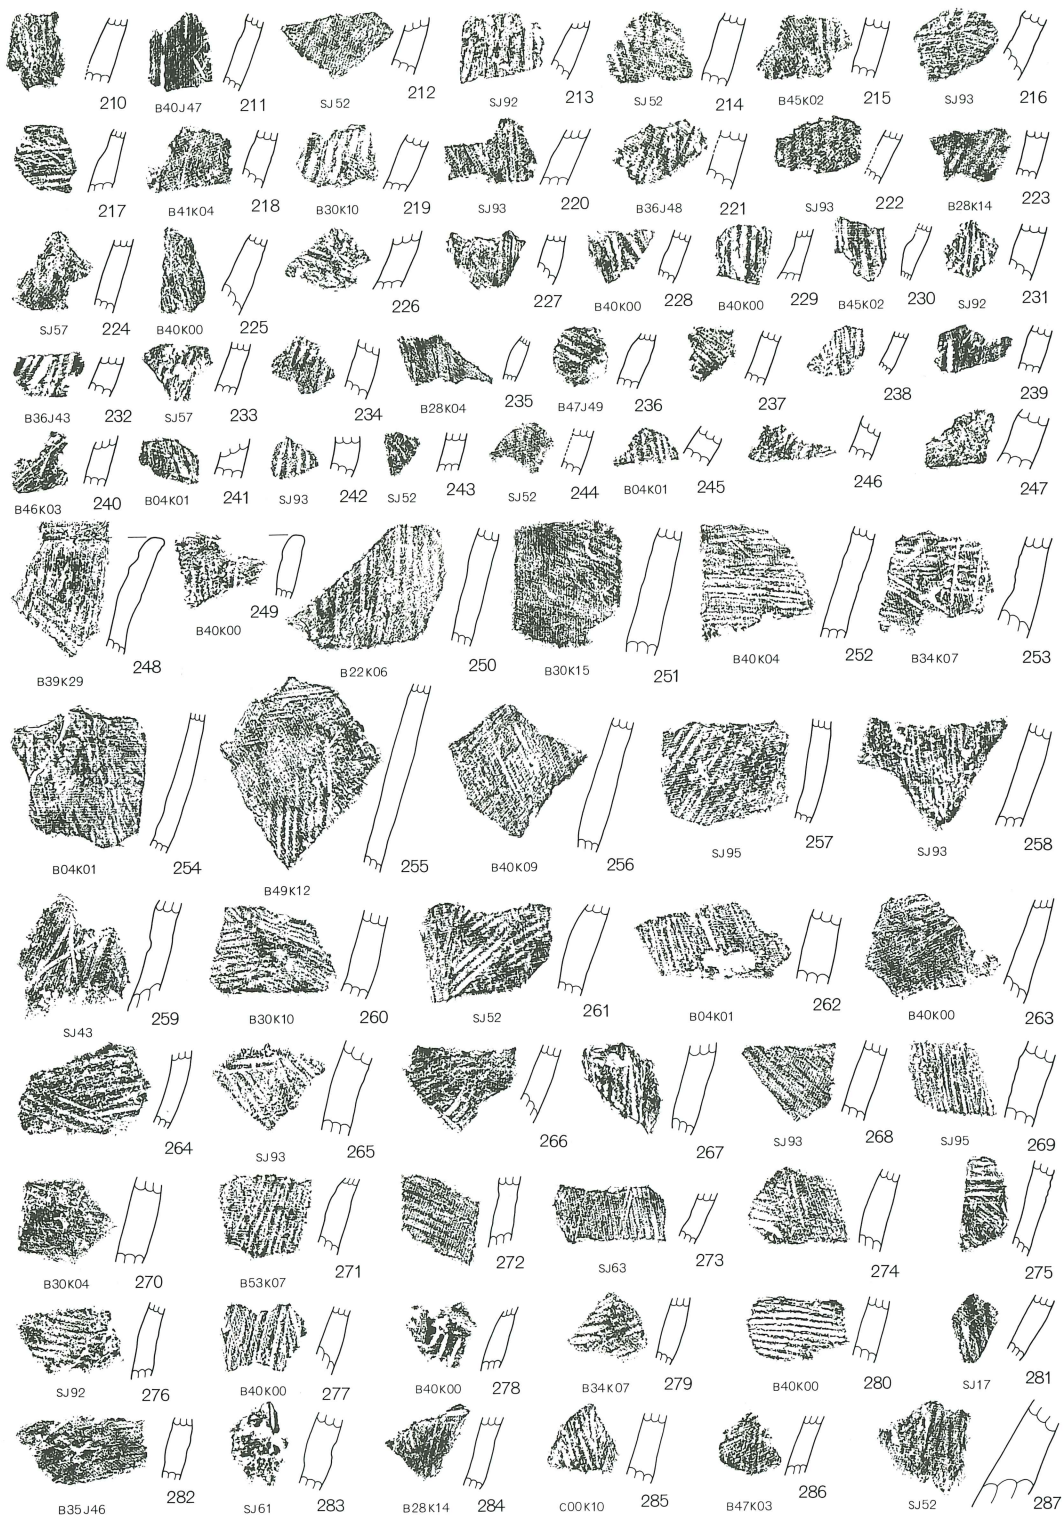 210 B40J47 211 SJ52 212 SJ92 213 SJ52 214 B45K02 215 SJ93 216
217 B41K04 218 B30K10 219 SJ93 220 B36J48 221 SJ93 222 B28K14 223
SJ57 224 B40K00 225 226 227 B40K00 228 B40K00 229 B45K02 230 SJ92 231
B36J43 232 SJ57 233 234 B28K04 235 B47J49 236 237 238 239
B46K03 240 B04K01 241 SJ93 242 SJ52 243 SJ52 244 B04K01 245 246 247
B39K29 248 B40K00 249 B22K06 250 B30K15 251 B40K04 252 B34K07 253
B04K01 254 B49K12 255 B40K09 256 SJ95 257 SJ93 258
SJ43 259 B30K10 260 SJ52 261 B04K01 262 B40K00 263
264 SJ93 265 266 267 SJ93 268 SJ95 269
B30K04 270 B53K07 271 272 SJ63 273 274 275
SJ92 276 B40K00 277 B40K00 278 B34K07 279 B40K00 280 SJ17 281
B35J46 282 SJ61 283 B28K14 284 C00K10 285 B47K03 286 SJ52 287